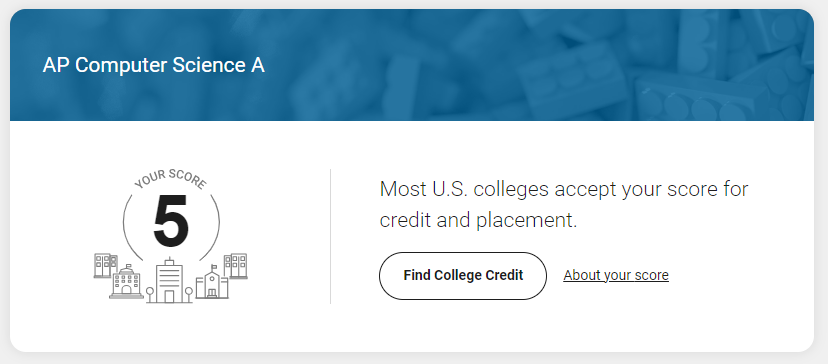 AP Computer Science A
YOUR SCORE
5
Most U.S. colleges accept your score for
credit and placement.
Find College Credit
About your score